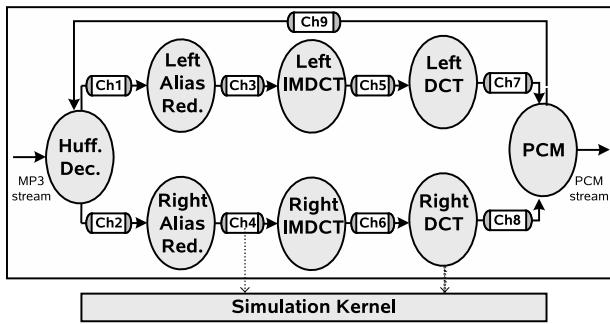 Ch9
Left
Alias
Red.
Left
IMDCT
Left
DCT
Ch1
Ch3
Ch5
Ch7
Huff.
Dec.
PCM
MP3
stream
PCM
stream
Right
Alias
Red.
Right
IMDCT
Right
DCT
Ch2
Ch4
Ch6
Ch8
Simulation Kernel